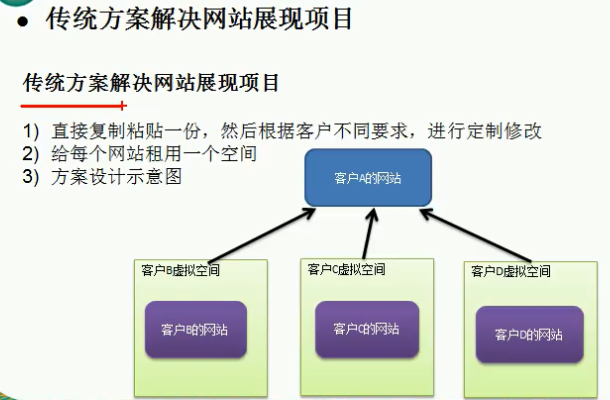 ● 传统方案解决网站展现项目
传统方案解决网站展现项目
1) 直接复制粘贴一份，然后根据客户不同要求，进行定制修改
2) 给每个网站租用一个空间
3) 方案设计示意图
客户A的网站
客户B虚拟空间
客户B的网站
客户C虚拟空间
客户C的网站
客户D虚拟空间
客户D的网站